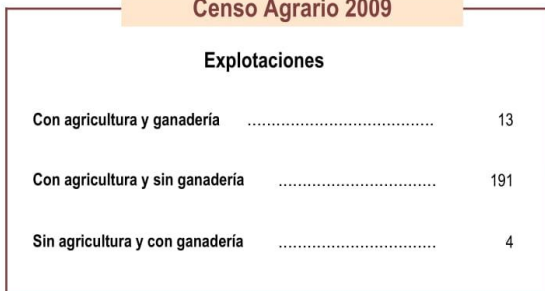 Censo Agrario 2009
Explotaciones
Con agricultura y ganadería ....................................... 13
Con agricultura y sin ganadería ................................. 191
Sin agricultura y con ganadería ................................. 4